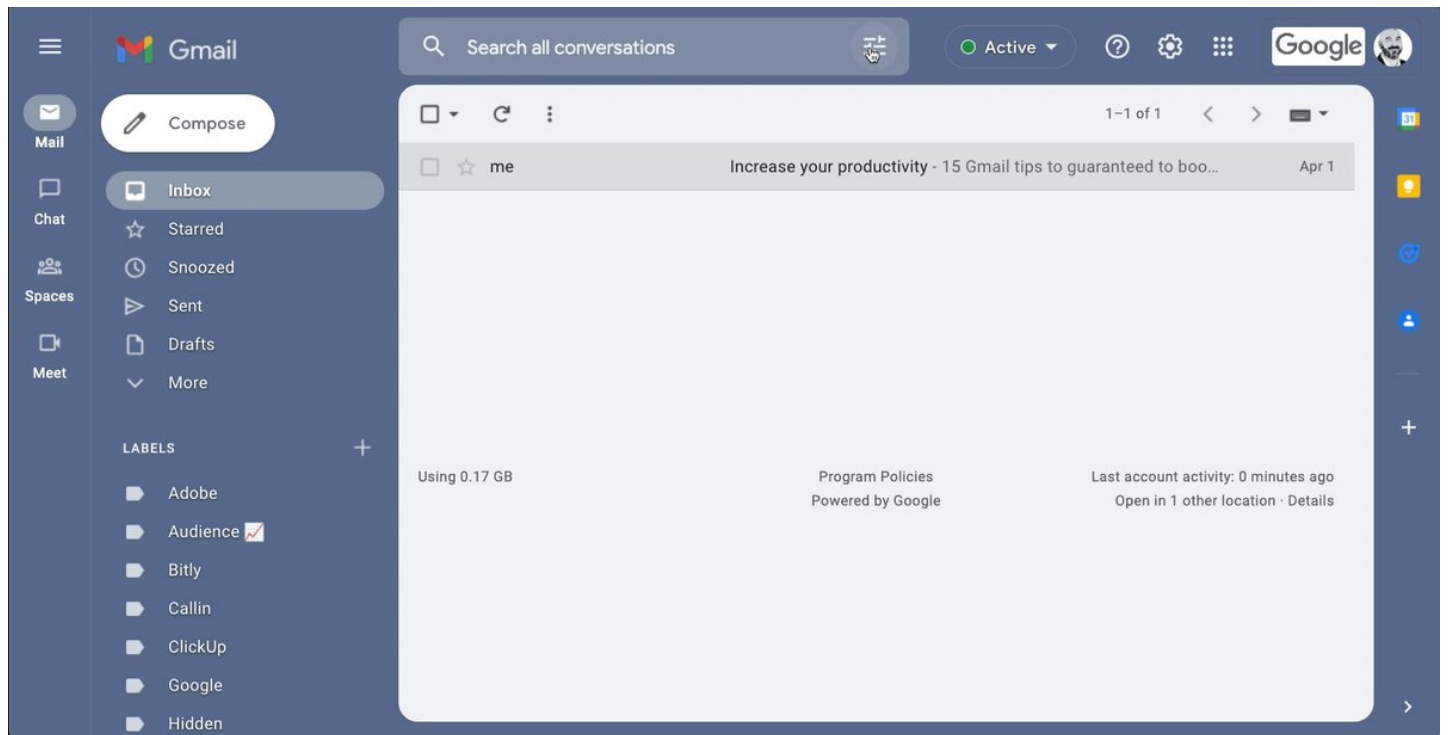 Gmail
Search all conversations
Active
Google
Mail
Compose
1–1 of 1
31
me Increase your productivity - 15 Gmail tips to guaranteed to boo... Apr 1
Inbox
Chat
Starred
Snoozed
Spaces
Sent
Drafts
Meet
More
LABELS
Using 0.17 GB
Program Policies
Last account activity: 0 minutes ago
Powered by Google
Open in 1 other location · Details
Adobe
Audience 📈
Bitly
Callin
ClickUp
Google
Hidden